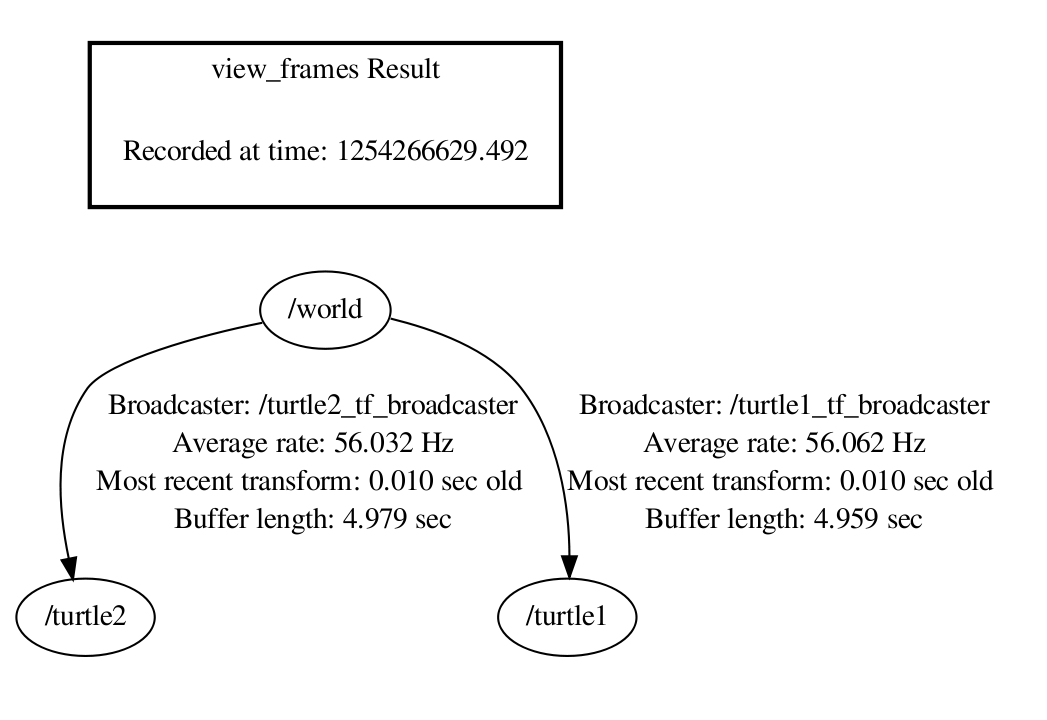 view_frames Result
Recorded at time: 1254266629.492
/world
Broadcaster: /turtle2_tf_broadcaster
Average rate: 56.032 Hz
Most recent transform: 0.010 sec old
Buffer length: 4.979 sec
Broadcaster: /turtle1_tf_broadcaster
Average rate: 56.062 Hz
Most recent transform: 0.010 sec old
Buffer length: 4.959 sec
/turtle2
/turtle1